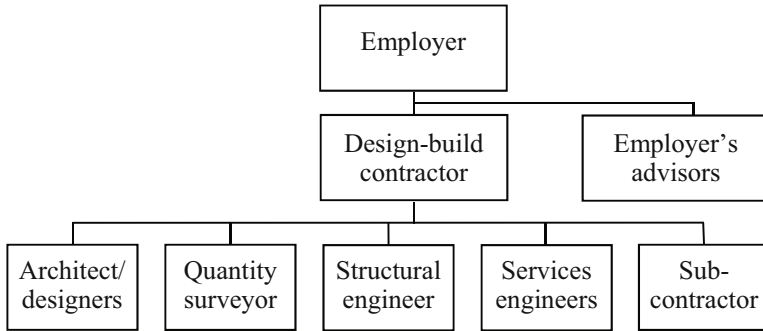 Employer
Design-build
contractor
Employer’s
advisors
Architect/
designers
Quantity
surveyor
Structural
engineer
Services
engineers
Sub-
contractor